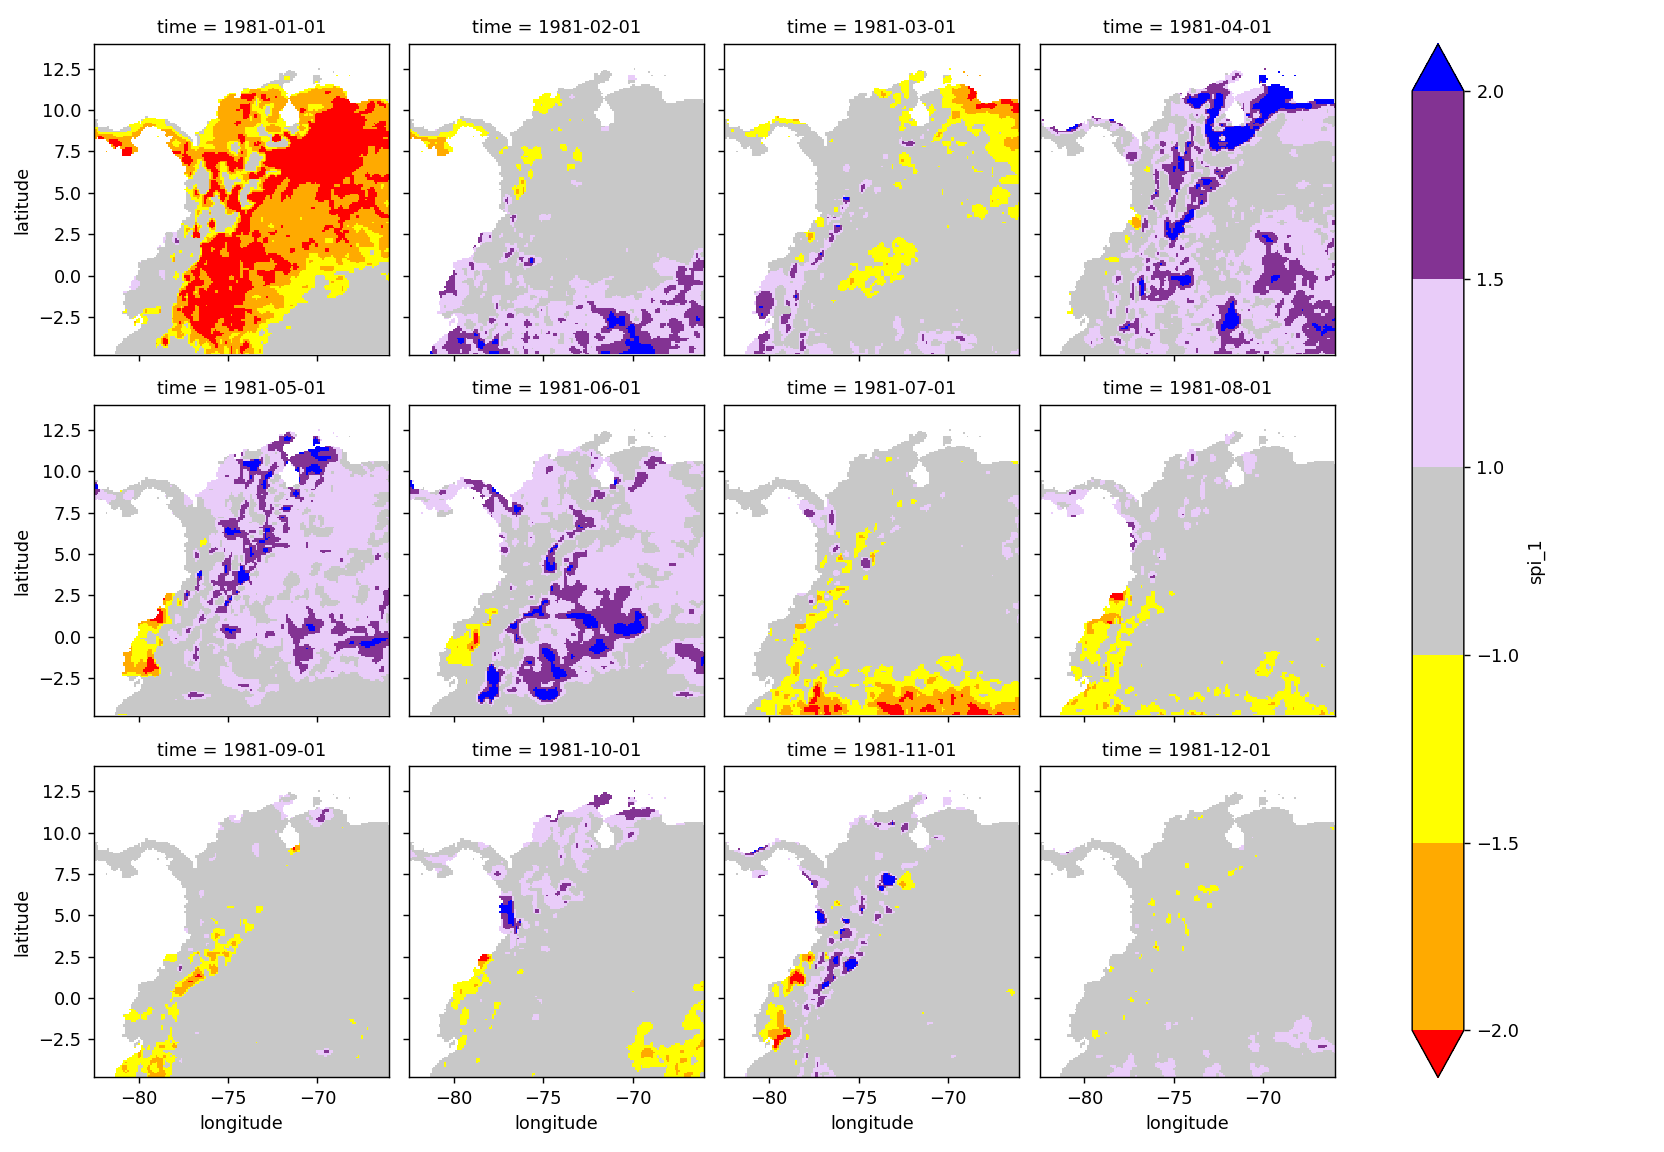 time = 1981-01-01
time = 1981-02-01
time = 1981-03-01
time = 1981-04-01
12.5
10.0
7.5
5.0
2.5
0.0
−2.5
latitude
time = 1981-05-01
time = 1981-06-01
time = 1981-07-01
time = 1981-08-01
12.5
10.0
7.5
5.0
2.5
0.0
−2.5
latitude
time = 1981-09-01
time = 1981-10-01
time = 1981-11-01
time = 1981-12-01
12.5
10.0
7.5
5.0
2.5
0.0
−2.5
latitude
−80 −75 −70
−80 −75 −70
−80 −75 −70
−80 −75 −70
longitude
longitude
longitude
longitude
2.0
1.5
1.0
−1.0
−1.5
−2.0
spi_1